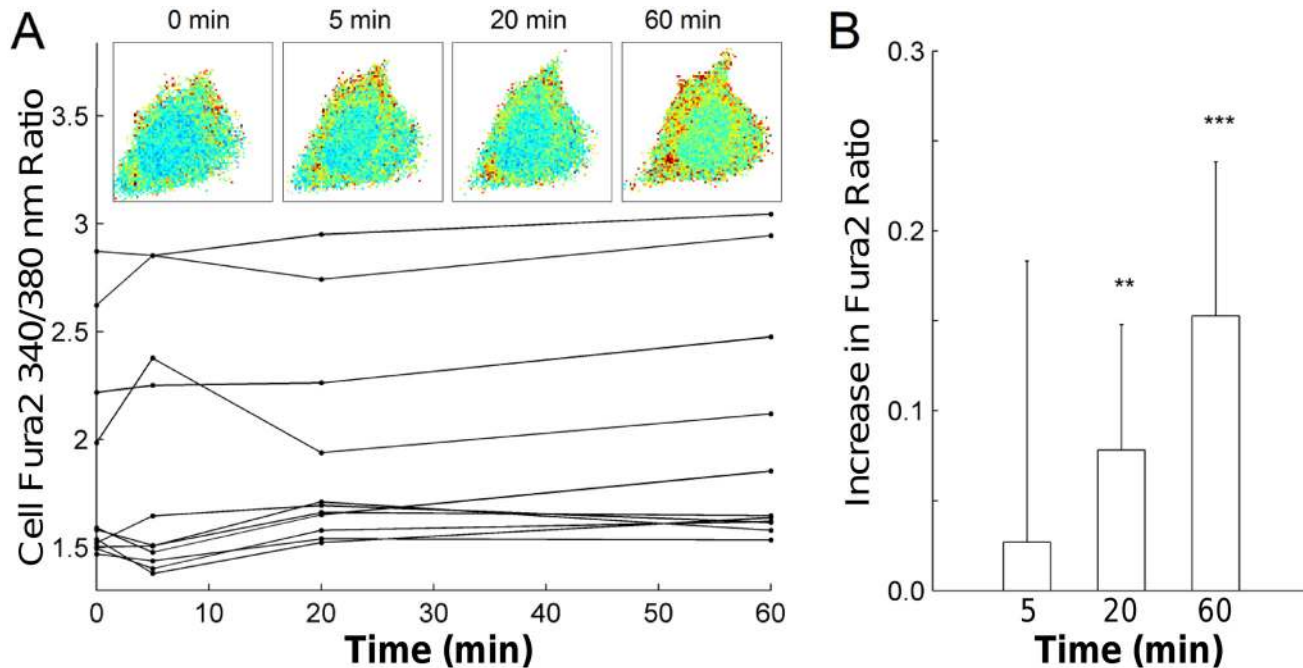 A
0 min
5 min
20 min
60 min
Cell Fura2 340/380 nm Ratio
3.5
3
2.5
2
1.5
0
10
20
30
40
50
60
Time (min)
B
Increase in Fura2 Ratio
0.3
0.2
0.1
0.0
**
***
5
20
60
Time (min)